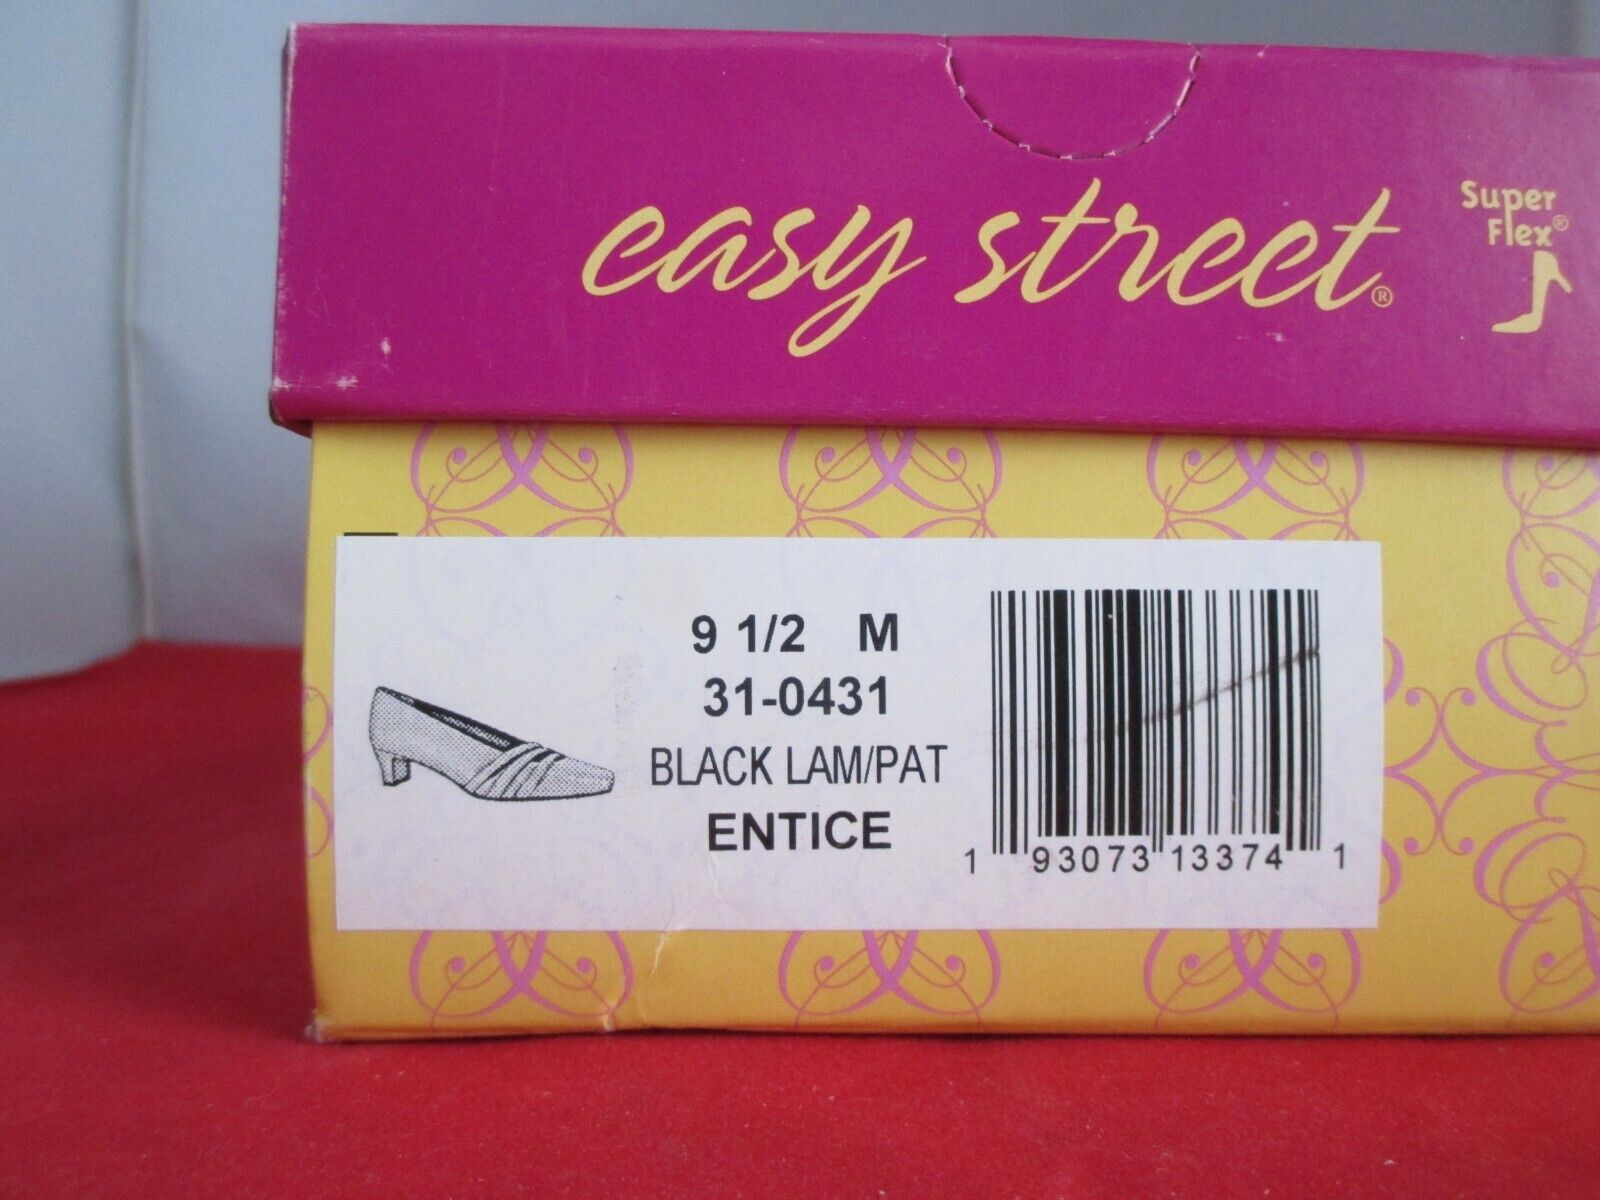 easy street®
Super
Flex®
9 1/2 M
31-0431
BLACK LAM/PAT
ENTICE
1 93073 13374 1